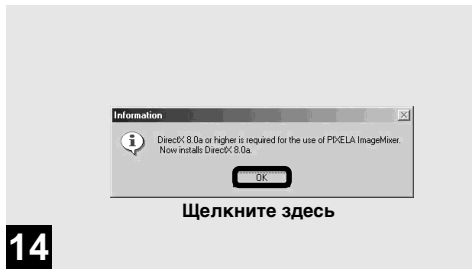 Information
DirectX 8.0a or higher is required for the use of PIXELA ImageMixer.
Now installs DirectX 8.0a.
OK
Щелкните здесь
14